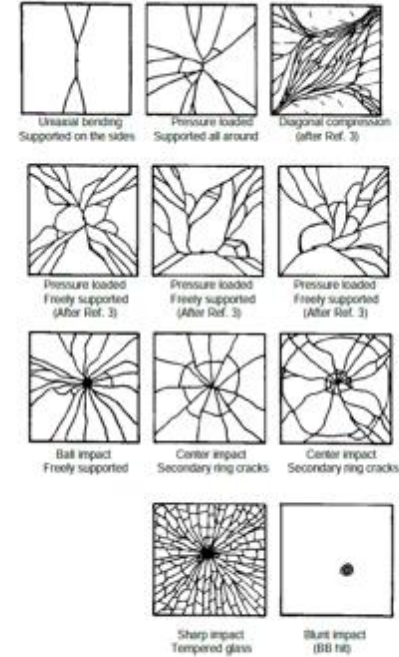 Uniaxial bending
Supported on the sides
Pressure loaded
Supported all around
Diagonal compression
(after Ref. 3)
Pressure loaded
Freely supported
(After Ref. 3)
Pressure loaded
Freely supported
(After Ref. 3)
Pressure loaded
Freely supported
(After Ref. 3)
Ball impact
Freely supported
Center impact
Secondary ring cracks
Center impact
Secondary ring cracks
Sharp impact
Tempered glass
Blunt impact
(BB hit)